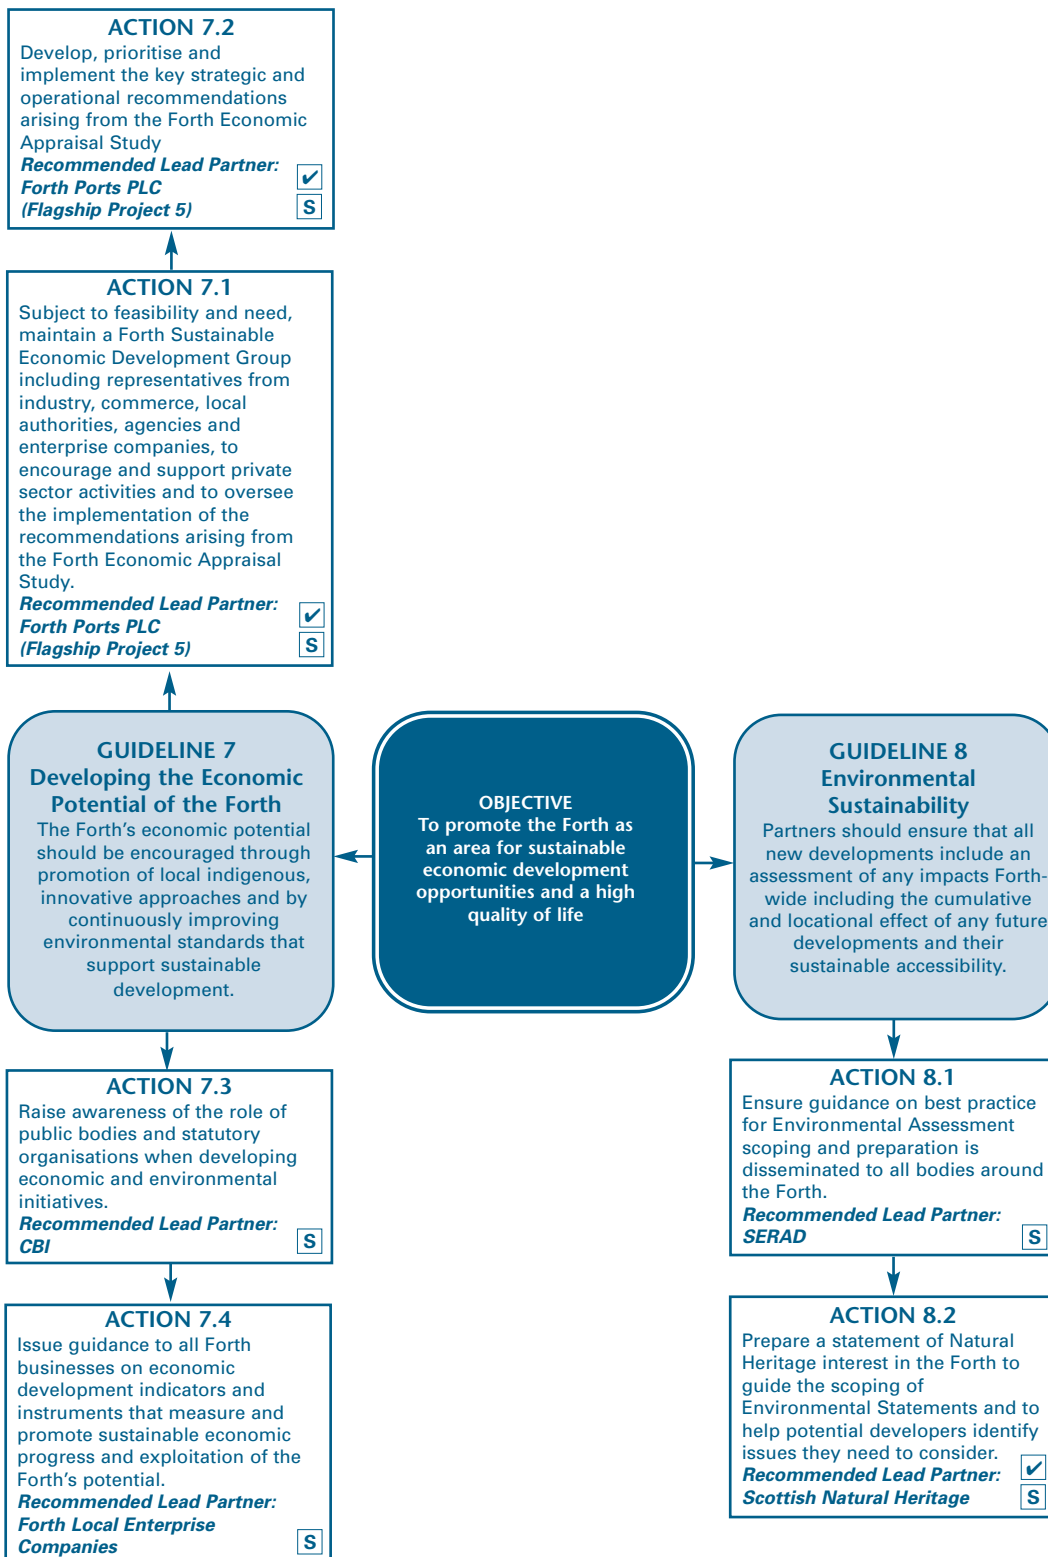 ACTION 7.2
Develop, prioritise and
implement the key strategic and
operational recommendations
arising from the Forth Economic
Appraisal Study
Recommended Lead Partner:
Forth Ports PLC
(Flagship Project 5)
✔
S
ACTION 7.1
Subject to feasibility and need,
maintain a Forth Sustainable
Economic Development Group
including representatives from
industry, commerce, local
authorities, agencies and
enterprise companies, to
encourage and support private
sector activities and to oversee
the implementation of the
recommendations arising from
the Forth Economic Appraisal
Study.
Recommended Lead Partner:
Forth Ports PLC
(Flagship Project 5)
✔
S
GUIDELINE 7
Developing the Economic
Potential of the Forth
The Forth's economic potential
should be encouraged through
promotion of local indigenous,
innovative approaches and by
continuously improving
environmental standards that
support sustainable
development.
OBJECTIVE
To promote the Forth as
an area for sustainable
economic development
opportunities and a high
quality of life
GUIDELINE 8
Environmental
Sustainability
Partners should ensure that all
new developments include an
assessment of any impacts Forth-
wide including the cumulative
and locational effect of any future
developments and their
sustainable accessibility.
ACTION 7.3
Raise awareness of the role of
public bodies and statutory
organisations when developing
economic and environmental
initiatives.
Recommended Lead Partner:
CBI
S
ACTION 7.4
Issue guidance to all Forth
businesses on economic
development indicators and
instruments that measure and
promote sustainable economic
progress and exploitation of the
Forth's potential.
Recommended Lead Partner:
Forth Local Enterprise
Companies
S
ACTION 8.1
Ensure guidance on best practice
for Environmental Assessment
scoping and preparation is
disseminated to all bodies around
the Forth.
Recommended Lead Partner:
SERAD
S
ACTION 8.2
Prepare a statement of Natural
Heritage interest in the Forth to
guide the scoping of
Environmental Statements and to
help potential developers identify
issues they need to consider.
Recommended Lead Partner:
Scottish Natural Heritage
✔
S